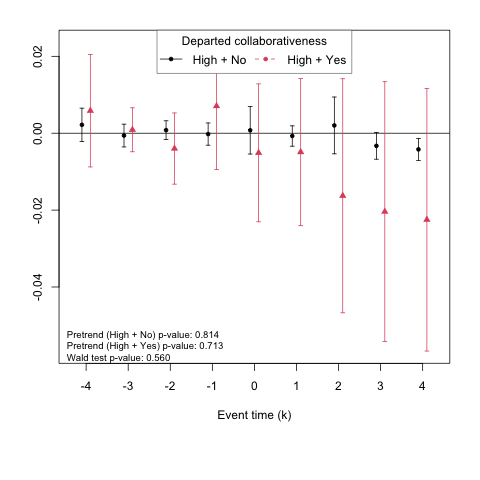 Departed collaborativeness
High + No High + Yes
0.02
0.00
-0.02
-0.04
Pretrend (High + No) p-value: 0.814
Pretrend (High + Yes) p-value: 0.713
Wald test p-value: 0.560
-4 -3 -2 -1 0 1 2 3 4
Event time (k)